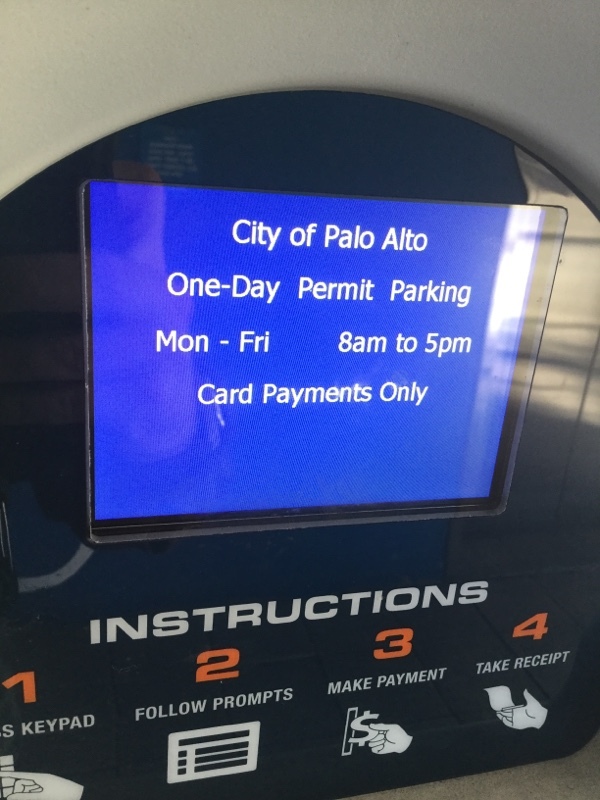 City of Palo Alto
One-Day Permit Parking
Mon - Fri 8am to 5pm
Card Payments Only
INSTRUCTIONS
1 2 3 4
KEYPAD FOLLOW PROMPTS MAKE PAYMENT TAKE RECEIPT
$